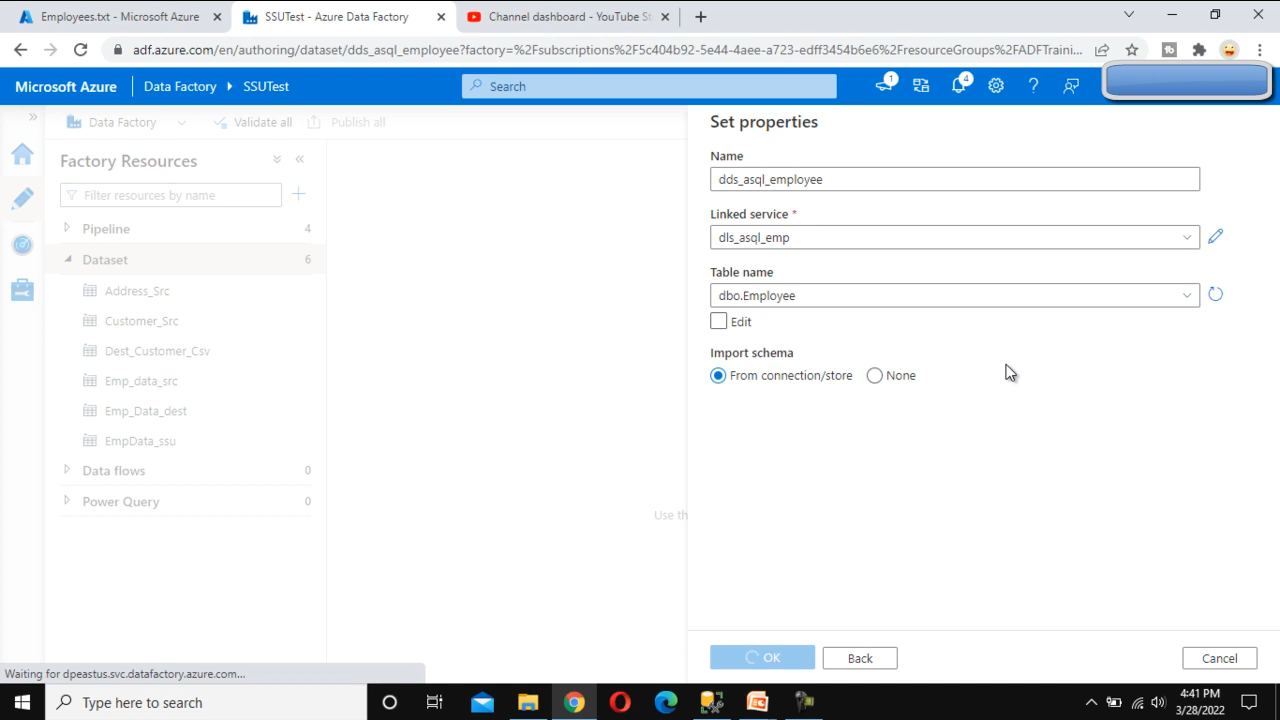 Employees.txt - Microsoft Azure
SSUTest - Azure Data Factory
Channel dashboard - YouTube St
adf.azure.com/en/authoring/dataset/dds_asql_employee?factory=%2Fsubscriptions%2F5c404b92-5e44-4aee-a723-edff3454b6e6%2FresourceGroups%2FADFTraini...
Microsoft Azure
Data Factory
SSUTest
Search
1
4
Data Factory
Validate all
Publish all
Factory Resources
Filter resources by name
Pipeline 4
Dataset 6
Address_Src
Customer_Src
Dest_Customer_Csv
Emp_data_src
Emp_Data_dest
EmpData_ssu
Data flows 0
Power Query 0
Use th
Set properties
Name
dds_asql_employee
Linked service *
dls_asql_emp
Table name
dbo.Employee
Edit
Import schema
From connection/store
None
OK
Back
Cancel
Waiting for dpeastus.svc.datafactory.azure.com...
Type here to search
4:41 PM
3/28/2022